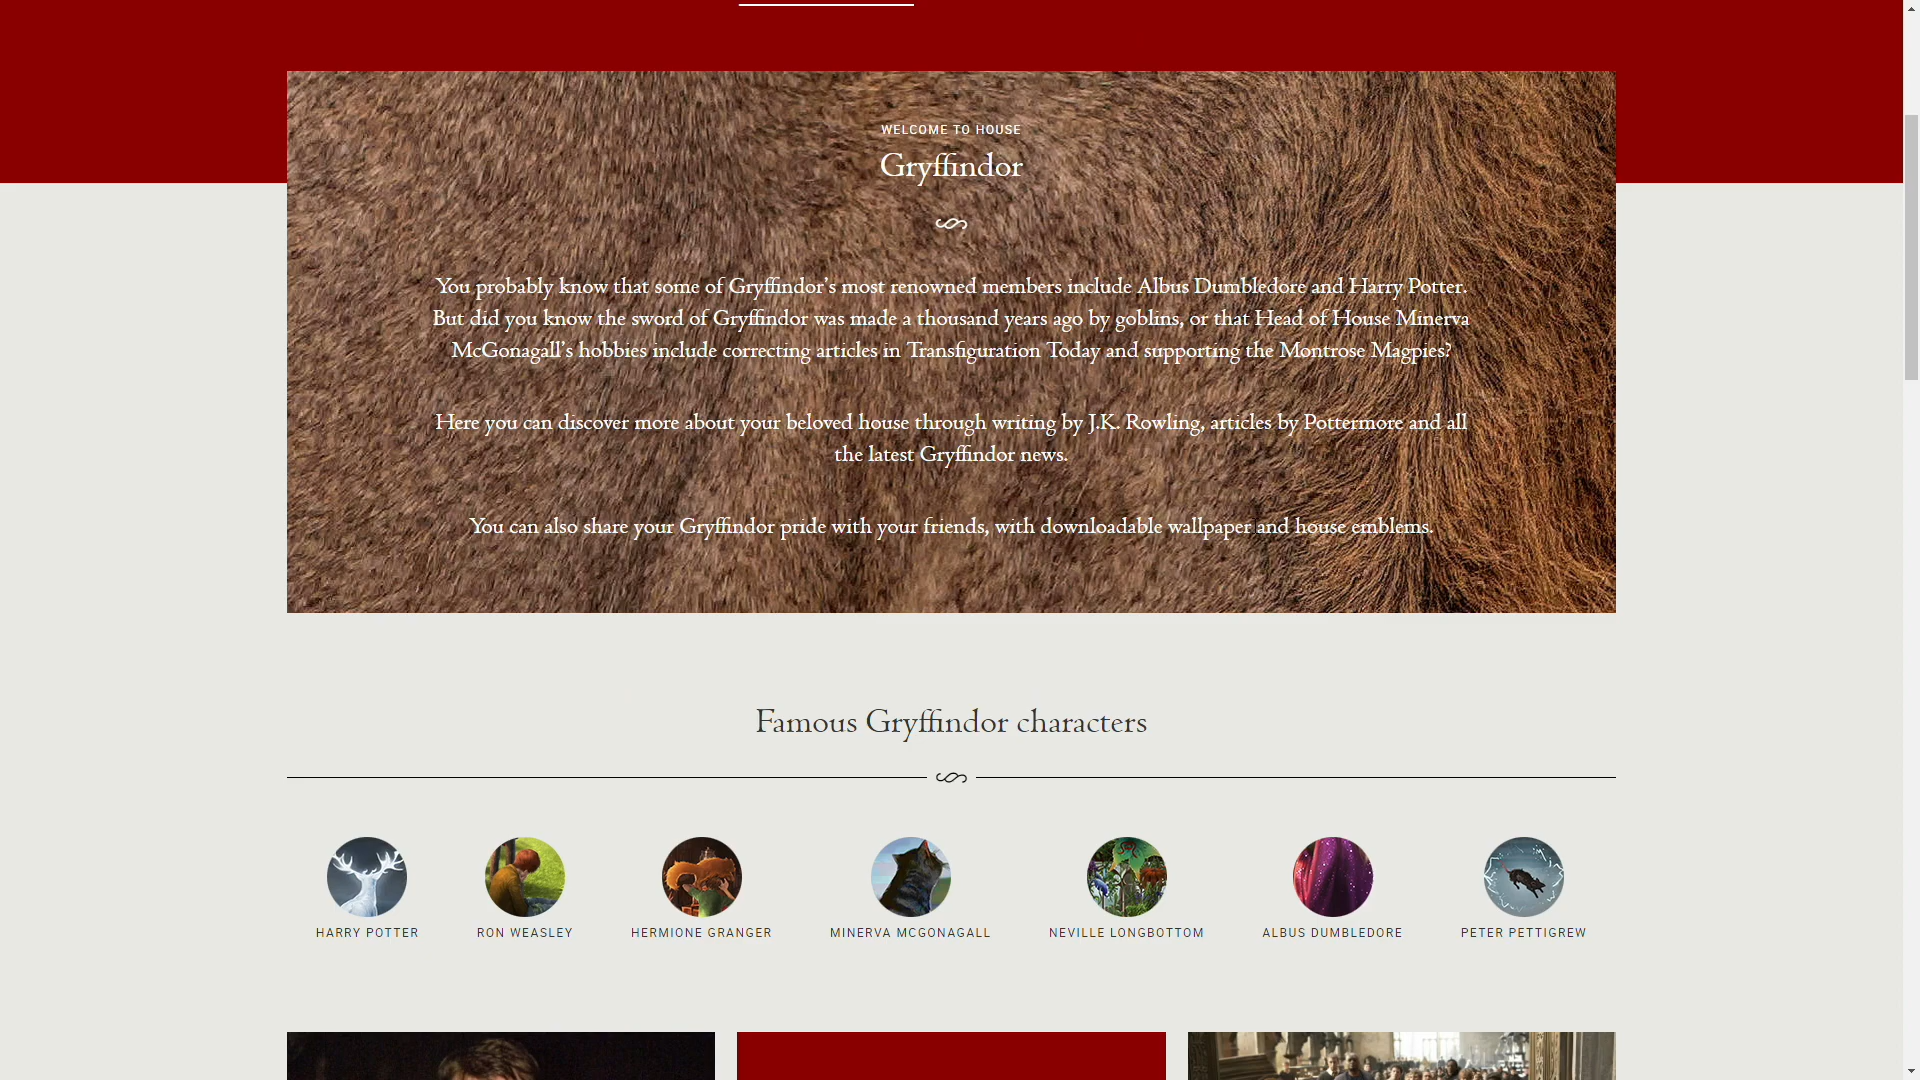 WELCOME TO HOUSE
Gryffindor
You probably know that some of Gryffindor’s most renowned members include Albus Dumbledore and Harry Potter.
But did you know the sword of Gryffindor was made a thousand years ago by goblins, or that Head of House Minerva
McGonagall’s hobbies include correcting articles in Transfiguration Today and supporting the Montrose Magpies?
Here you can discover more about your beloved house through writing by J.K. Rowling, articles by Pottermore and all
the latest Gryffindor news.
You can also share your Gryffindor pride with your friends, with downloadable wallpaper and house emblems.
Famous Gryffindor characters
HARRY POTTER
RON WEASLEY
HERMIONE GRANGER
MINERVA MCGONAGALL
NEVILLE LONGBOTTOM
ALBUS DUMBLEDORE
PETER PETTIGREW